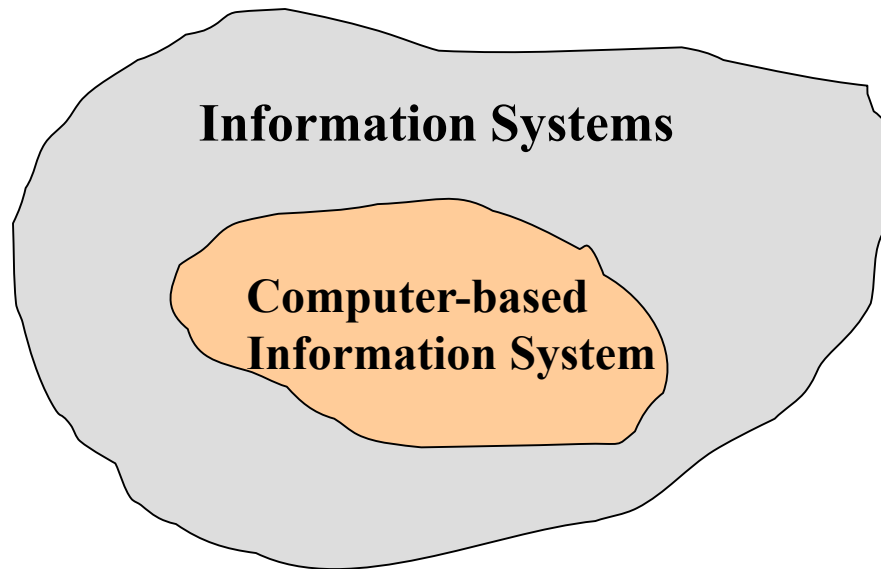 Information Systems
Computer-based
Information System